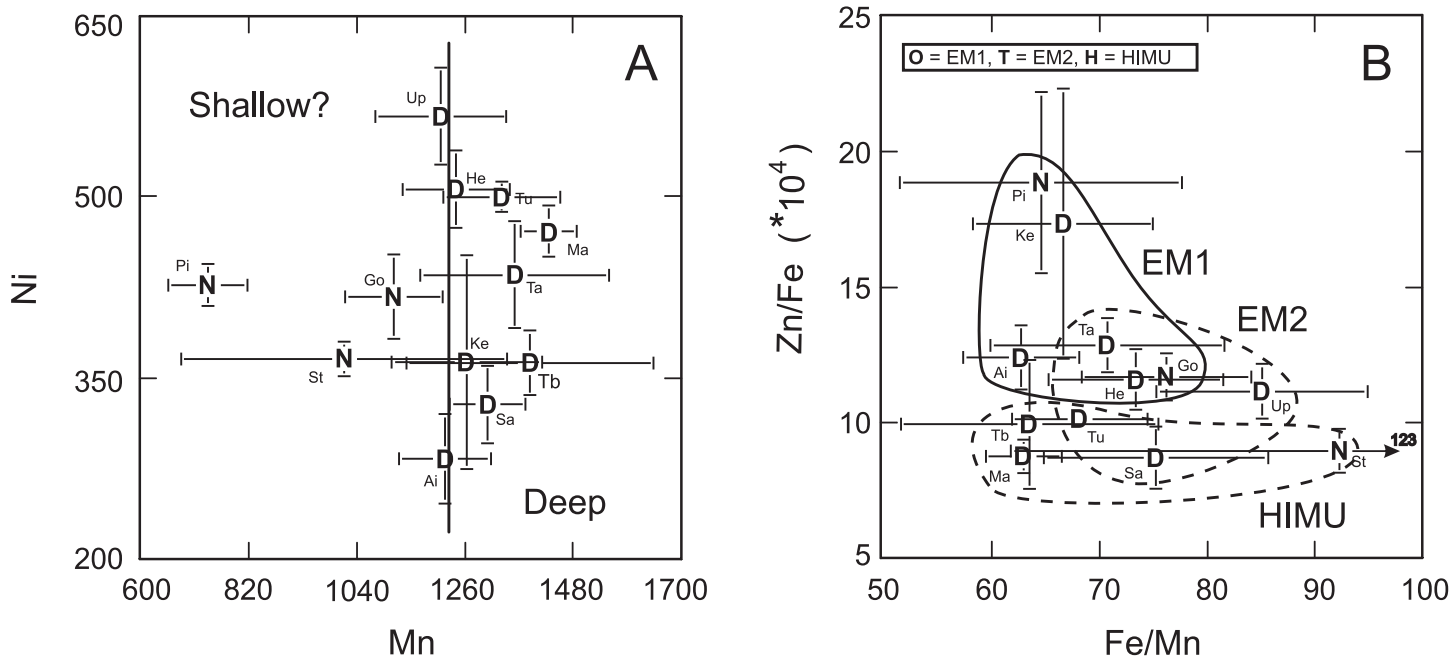 650
500
350
200
Ni
A
Shallow?
Up
D
He
D
D
Tu
D
Ma
Pi
N
Go
N
D
Ta
N
St
D
Ke
D
Tb
D
Sa
D
Ai
Deep
600
820
1040
1260
1480
1700
Mn
25
20
15
10
5
Zn/Fe (*10⁴)
O = EM1, T = EM2, H = HIMU
B
Pi
N
Ke
D
EM1
EM2
Ta
D
Ai
D
He
D
N
Go
D
Up
Tb
D
D
Tu
Ma
D
Sa
D
N
St
123
HIMU
50
60
70
80
90
100
Fe/Mn